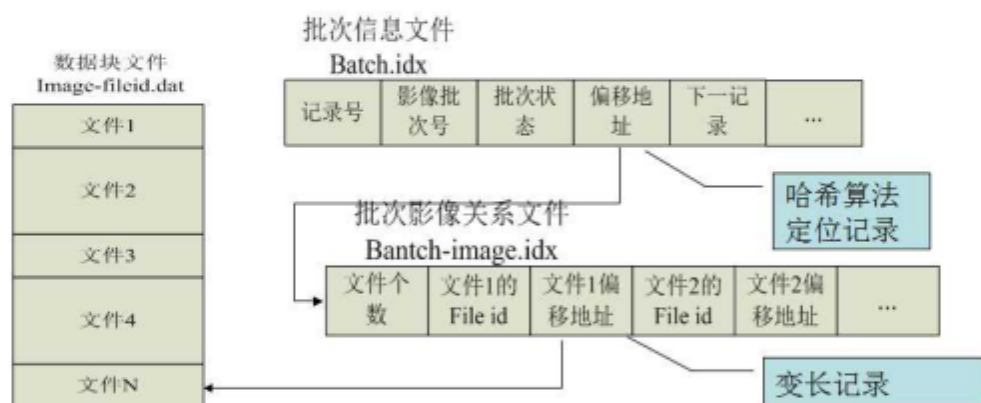 批次信息文件
Batch.idx
数据块文件
Image-fileid.dat
记录号
影像批
次号
批次状
态
偏移地
址
下一记
录
...
文件1
文件2
文件3
文件4
文件N
哈希算法
定位记录
批次影像关系文件
Bantch-image.idx
文件个
数
文件1的
File id
文件1偏
移地址
文件2的
File id
文件2偏
移地址
...
变长记录